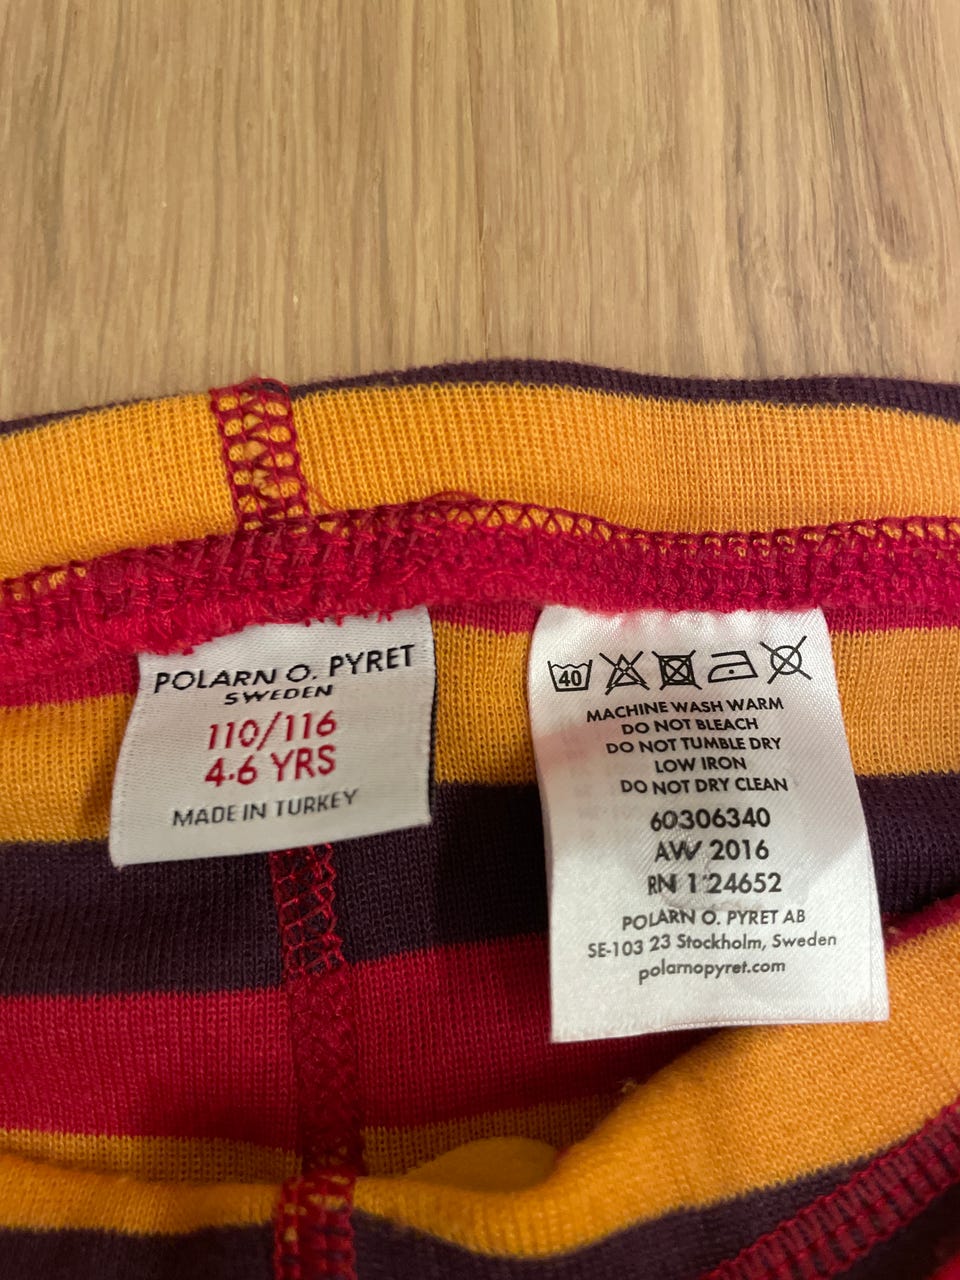 POLARN O. PYRET
SWEDEN
110/116
4-6 YRS
MADE IN TURKEY
40
MACHINE WASH WARM
DO NOT BLEACH
DO NOT TUMBLE DRY
LOW IRON
DO NOT DRY CLEAN
60306340
AW 2016
RN 124652
POLARN O. PYRET AB
SE-103 23 Stockholm, Sweden
polarnopyret.com